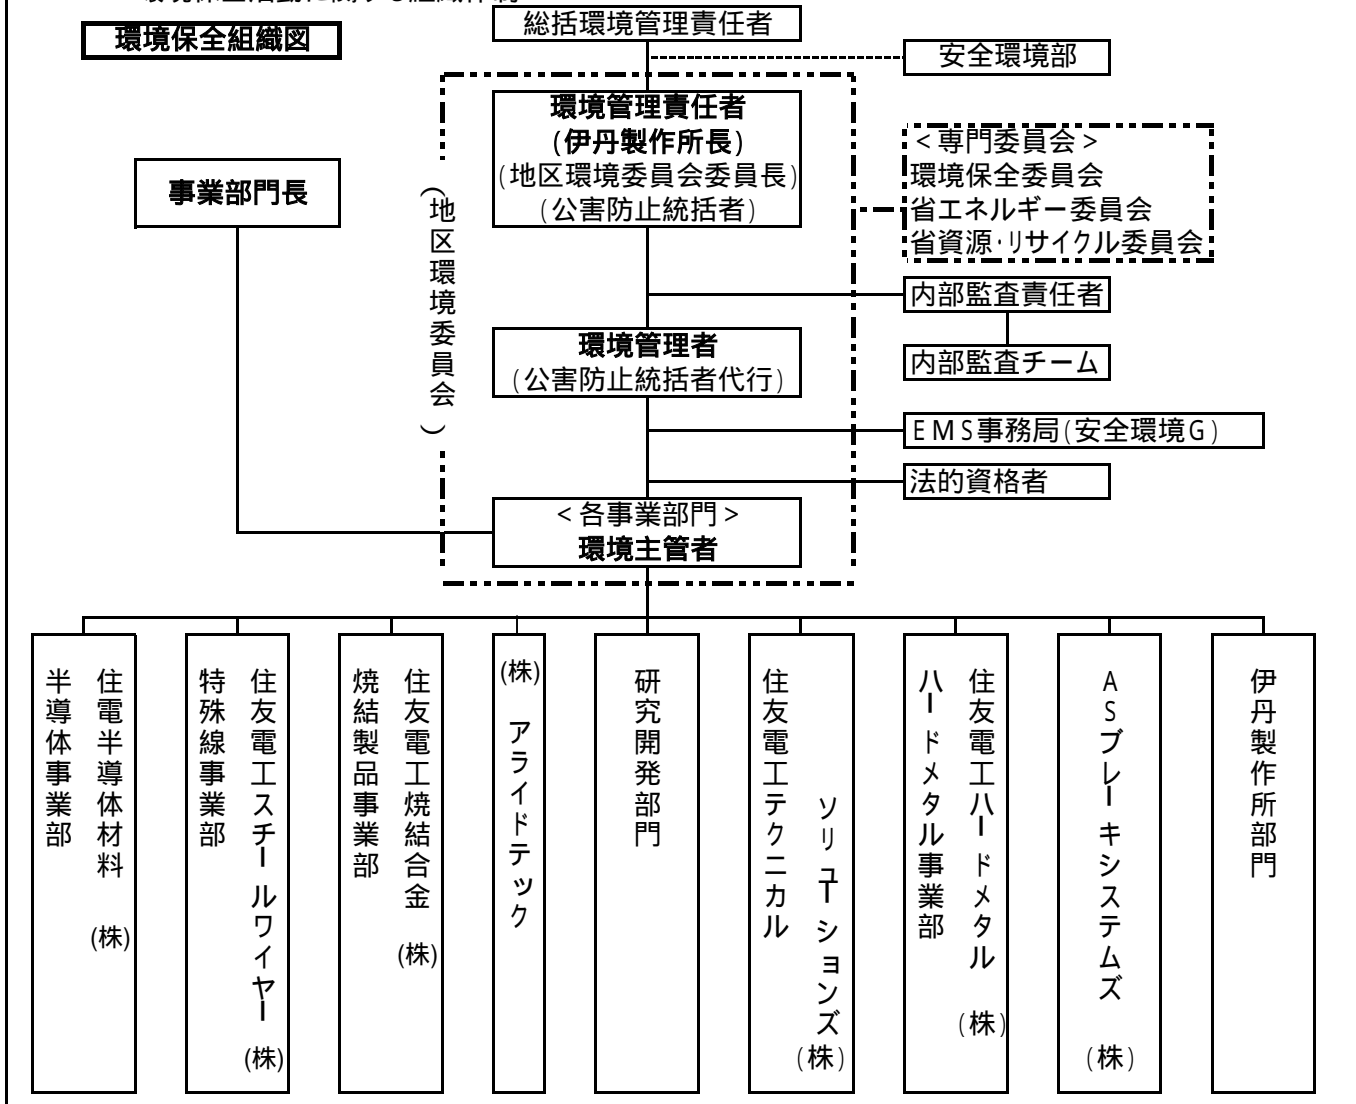 環境保全組織図
総括環境管理責任者
安全環境部
環境管理責任者
(伊丹製作所長)
(地区環境委員会委員長)
(公害防止統括者)
<専門委員会>
環境保全委員会
省エネルギー委員会
省資源・リサイクル委員会
事業部門長
(地区環境委員会)
内部監査責任者
内部監査チーム
環境管理者
(公害防止統括者代行)
EMS事務局(安全環境G)
法的資格者
<各事業部門>
環境主管者
住電半導体材料(株)
半導体事業部
住友電工スチールワイヤー(株)
特殊線事業部
住友電工焼結合金(株)
焼結製品事業部
(株)アライドテック
研究開発部門
住友電工テクニカル
ソリューションズ(株)
住友電工ハードメタル(株)
ハードメタル事業部
ASブレーキシステムズ(株)
伊丹製作所部門